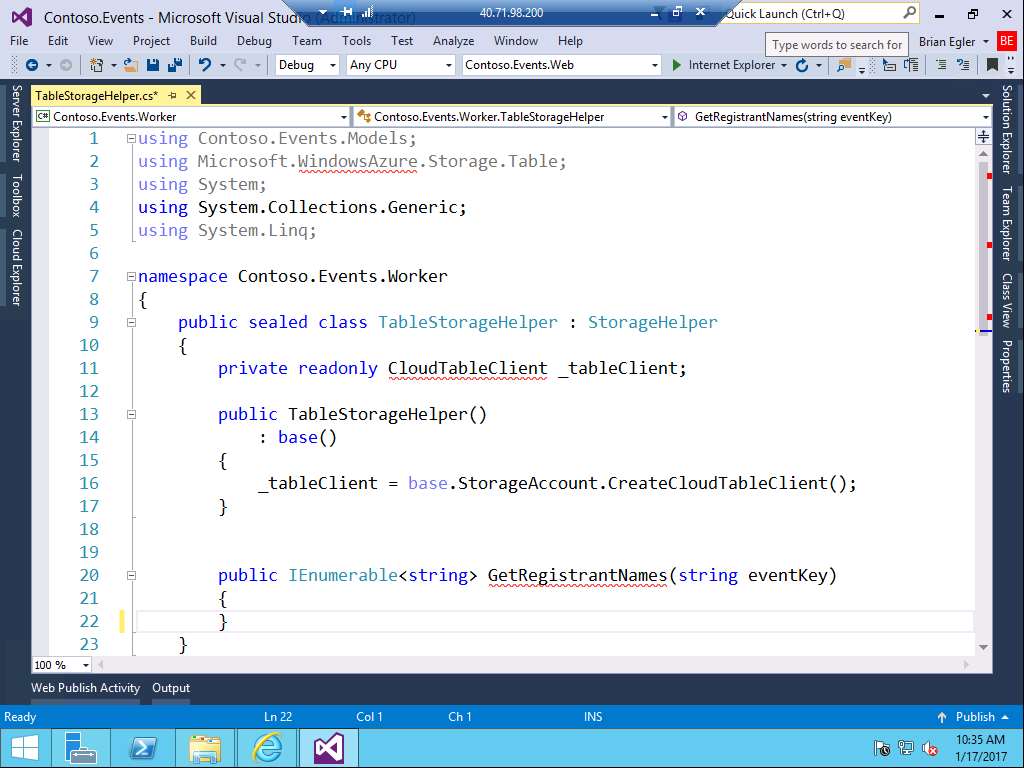 Contoso.Events - Microsoft Visual Studio (Administrator)
40.71.98.200
Quick Launch (Ctrl+Q)
File Edit View Project Build Debug Team Tools Test Analyze Window Help
Type words to search for
Brian Egler
BE
Debug
Any CPU
Contoso.Events.Web
Internet Explorer
TableStorageHelper.cs*
C# Contoso.Events.Worker
Contoso.Events.Worker.TableStorageHelper
GetRegistrantNames(string eventKey)
Server Explorer
Toolbox
Cloud Explorer
1 using Contoso.Events.Models;
2 using Microsoft.WindowsAzure.Storage.Table;
3 using System;
4 using System.Collections.Generic;
5 using System.Linq;
6
7 namespace Contoso.Events.Worker
8 {
9 public sealed class TableStorageHelper : StorageHelper
10 {
11 private readonly CloudTableClient _tableClient;
12
13 public TableStorageHelper()
14 : base()
15 {
16 _tableClient = base.StorageAccount.CreateCloudTableClient();
17 }
18
19
20 public IEnumerable<string> GetRegistrantNames(string eventKey)
21 {
22 }
23 }
Solution Explorer
Team Explorer
Class View
Properties
100 %
Web Publish Activity Output
Ready Ln 22 Col 1 Ch 1 INS Publish
10:35 AM
1/17/2017